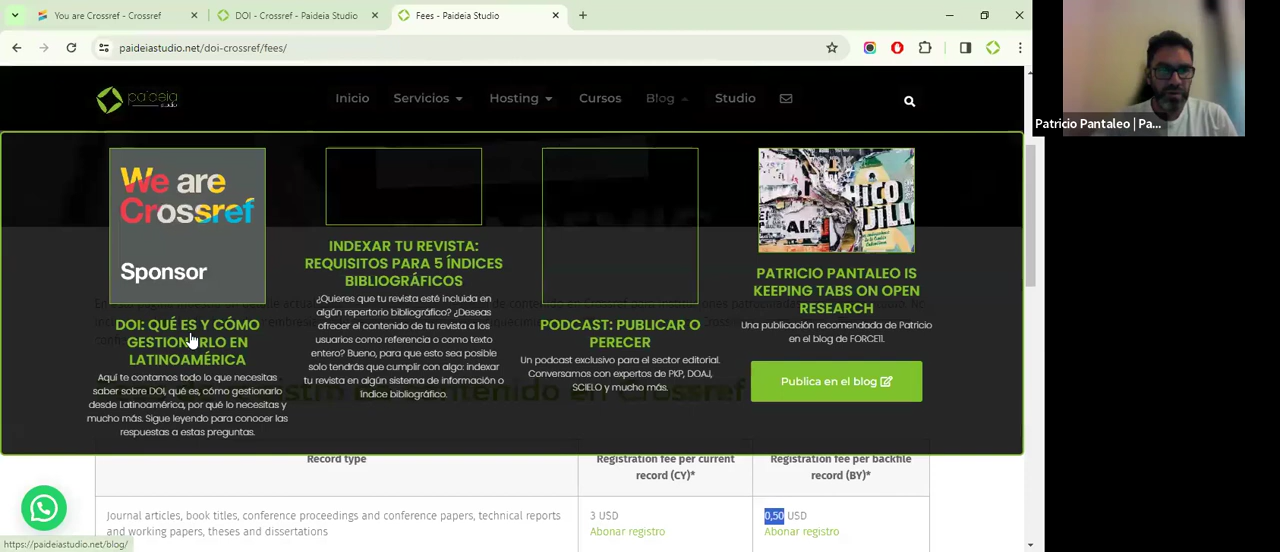 You are Crossref - Crossref
DOI - Crossref - Paideia Studio
Fees - Paideia Studio
paideiastudio.net/doi-crossref/fees/
paideia
Inicio
Servicios
Hosting
Cursos
Blog
Studio
Patricio Pantaleo | Pa...
We are
Crossref
Sponsor
DOI: QUÉ ES Y CÓMO
GESTIONARLO EN
LATINOAMÉRICA
Aquí te contamos todo lo que necesitas
saber sobre DOI, qué es, cómo gestionarlo
desde Latinoamérica, por qué lo necesitas y
mucho más. Sigue leyendo para conocer las
respuestas a estas preguntas.
INDEXAR TU REVISTA:
REQUISITOS PARA 5 ÍNDICES
BIBLIOGRÁFICOS
¿Quieres que tu revista esté incluida en
algún repertorio bibliográfico? ¿Deseas
ofrecer el contenido de tu revista a los
usuarios como referencia o como texto
entero? Bueno, para que esto sea posible
solo tendrás que cumplir con algo: indexar
tu revista en algún sistema de información o
índice bibliográfico.
PODCAST: PUBLICAR O
PERECER
Un podcast exclusivo para el sector editorial.
Conversamos con expertos de PKP, DOAJ,
SCIELO y mucho más.
PATRICIO PANTALEO IS
KEEPING TABS ON OPEN
RESEARCH
Una publicación recomendada de Patricio
en el blog de FORCE11.
Publica en el blog
Record type
Registration fee per current
record (CY)*
Registration fee per backfile
record (BY)*
Journal articles, book titles, conference proceedings and conference papers, technical reports
and working papers, theses and dissertations
3 USD
Abonar registro
0,50 USD
Abonar registro
https://paideiastudio.net/blog/